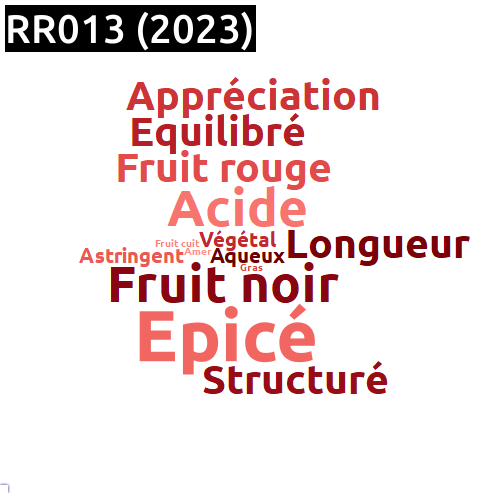 RR013 (2023)
Appréciation
Equilibré
Fruit rouge
Acide
Fruit cuit
Végétal
Longueur
Amer
Astringent
Aqueux
Gras
Fruit noir
Epicé
Structuré